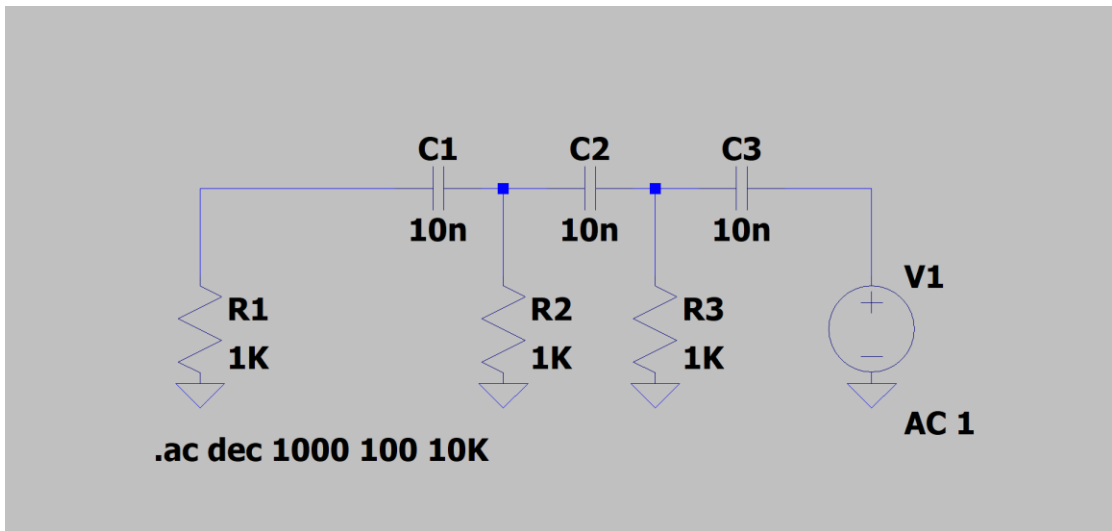 C1 C2 C3
10n 10n 10n
V1
R1 R2 R3
1K 1K 1K
AC 1
.ac dec 1000 100 10K